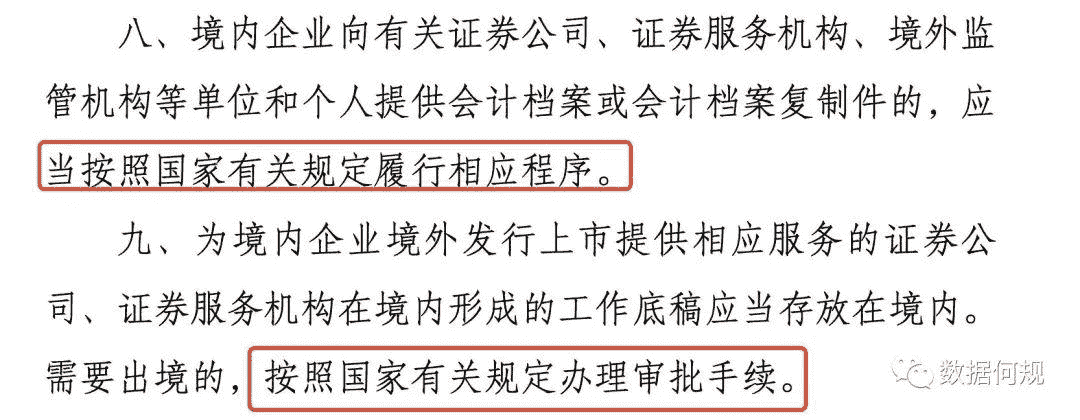 八、境内企业向有关证券公司、证券服务机构、境外监
管机构等单位和个人提供会计档案或会计档案复制件的，应
当按照国家有关规定履行相应程序。
九、为境内企业境外发行上市提供相应服务的证券公
司、证券服务机构在境内形成的工作底稿应当存放在境内。
需要出境的，按照国家有关规定办理审批手续。
数据何规